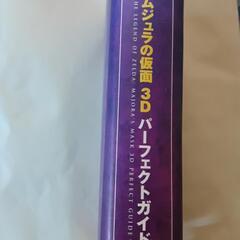 ムジュラの仮面 3D パーフェクトガイド
THE LEGEND OF ZELDA: MAJORA'S MASK 3D PERFECT GUIDE